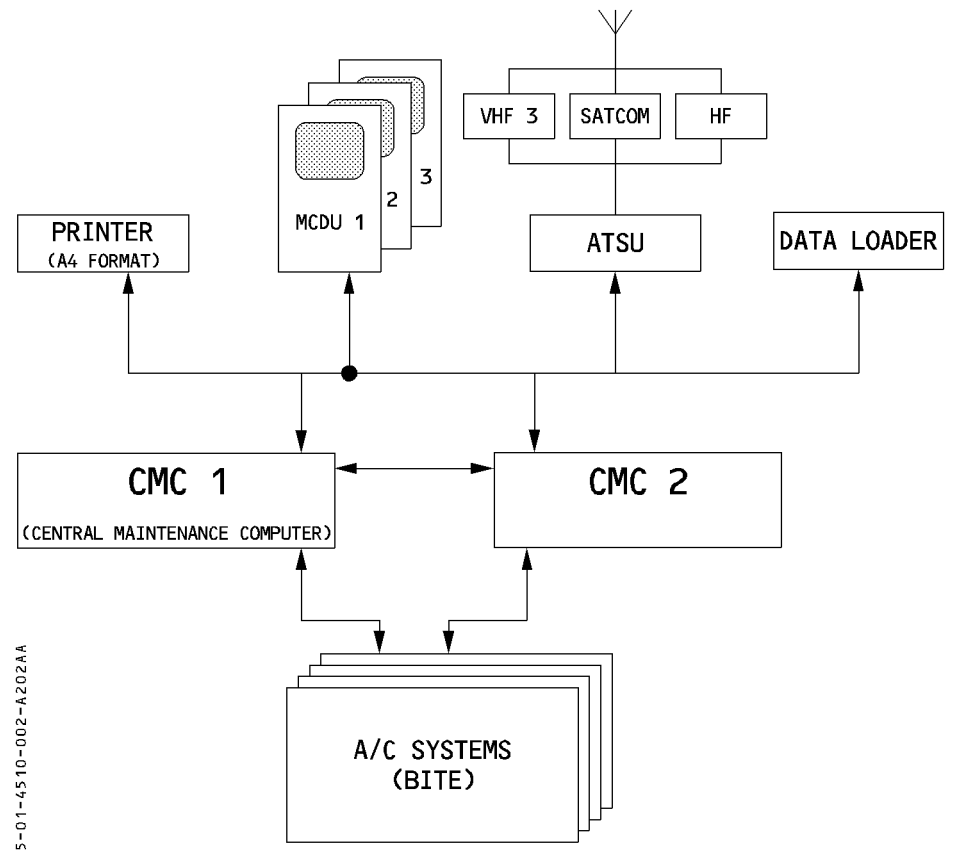 VHF 3
SATCOM
HF
MCDU 1
2
3
PRINTER
(A4 FORMAT)
ATSU
DATA LOADER
CMC 1
(CENTRAL MAINTENANCE COMPUTER)
CMC 2
A/C SYSTEMS
(BITE)
5-01-4510-002-A202AA